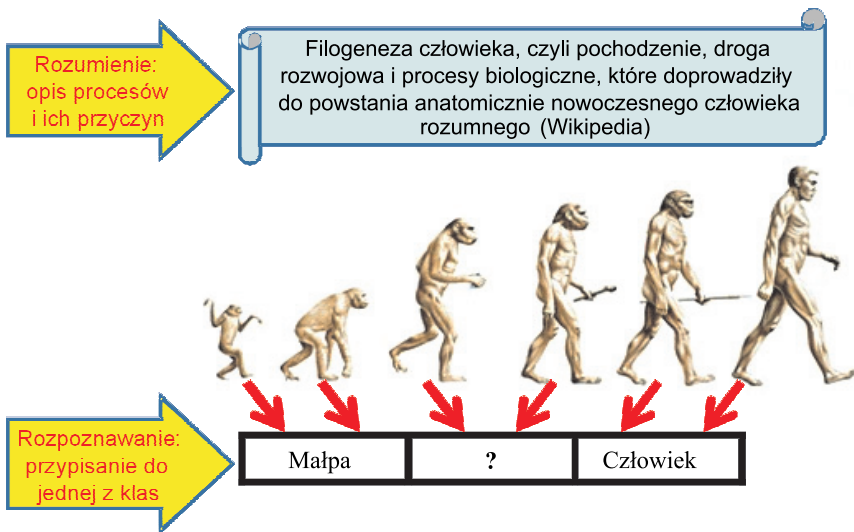 Rozumienie:
opis procesów
i ich przyczyn
Filogeneza człowieka, czyli pochodzenie, droga
rozwojowa i procesy biologiczne, które doprowadziły
do powstania anatomicznie nowoczesnego człowieka
rozumnego (Wikipedia)
Rozpoznawanie:
przypisanie do
jednej z klas
Małpa
?
Człowiek